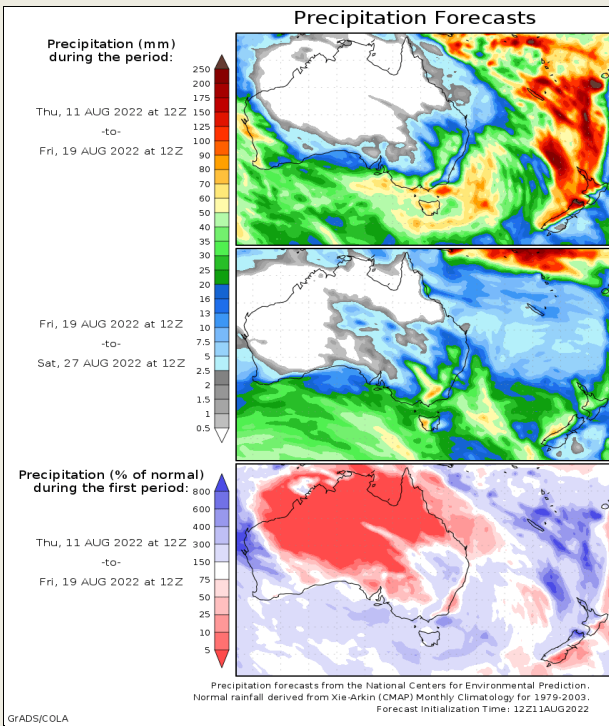 Precipitation Forecasts
Precipitation (mm)
during the period:
Thu, 11 AUG 2022 at 12Z
-to-
Fri, 19 AUG 2022 at 12Z
250
200
175
150
125
100
90
80
70
60
50
40
35
30
25
20
16
13
10
7.5
5
2.5
2
1.5
1
0.5
Fri, 19 AUG 2022 at 12Z
-to-
Sat, 27 AUG 2022 at 12Z
Precipitation (% of normal)
during the first period:
Thu, 11 AUG 2022 at 12Z
-to-
Fri, 19 AUG 2022 at 12Z
800
600
400
300
150
75
50
25
10
5
Precipitation forecasts from the National Centers for Environmental Prediction.
Normal rainfall derived from Xie-Arkin (CMAP) Monthly Climatology for 1979-2003.
Forecast Initialization Time: 12Z11AUG2022
GrADS/COLA